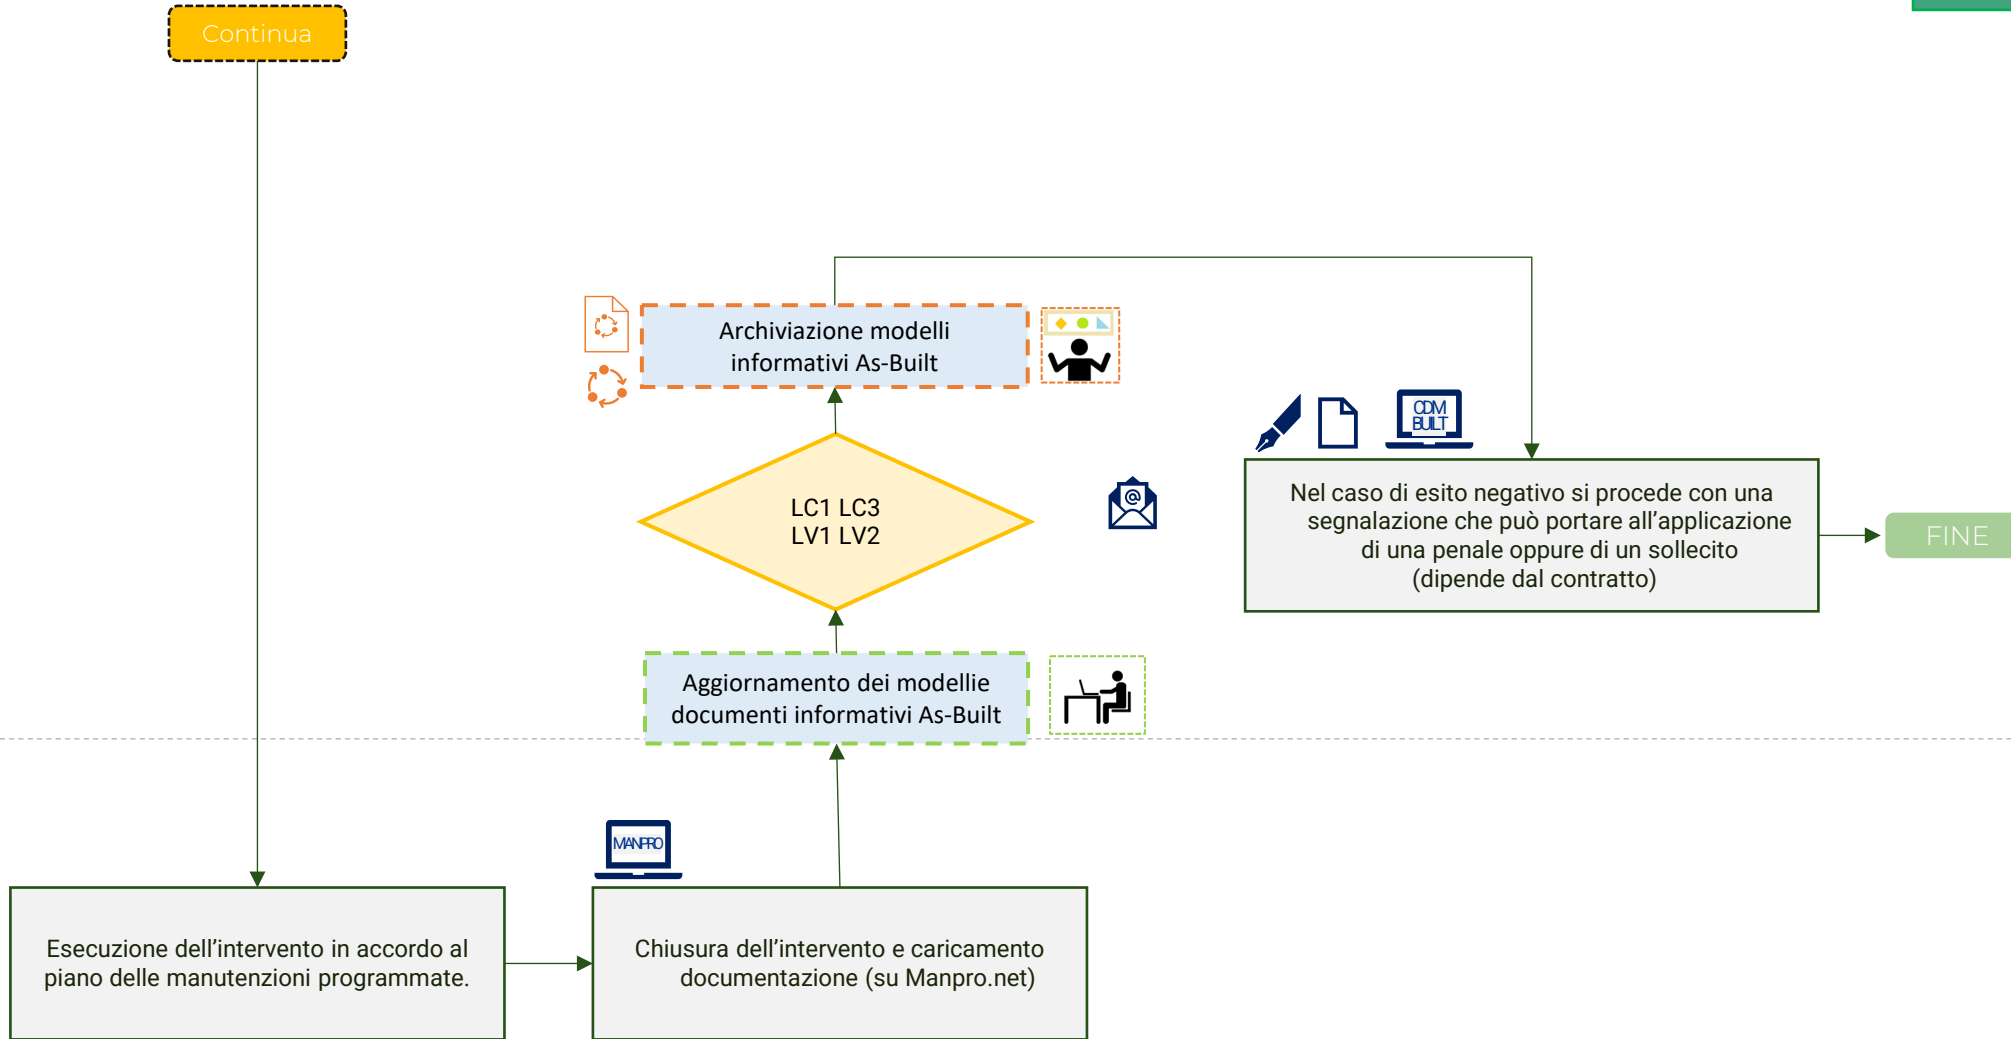 Continua
Archiviazione modelli
informativi As-Built
CDM
BUILT
LC1 LC3
LV1 LV2
@
Nel caso di esito negativo si procede con una
segnalazione che può portare all’applicazione
di una penale oppure di un sollecito
(dipende dal contratto)
FINE
Aggiornamento dei modellie
documenti informativi As-Built
MANPRO
Esecuzione dell’intervento in accordo al
piano delle manutenzioni programmate.
Chiusura dell’intervento e caricamento
documentazione (su Manpro.net)